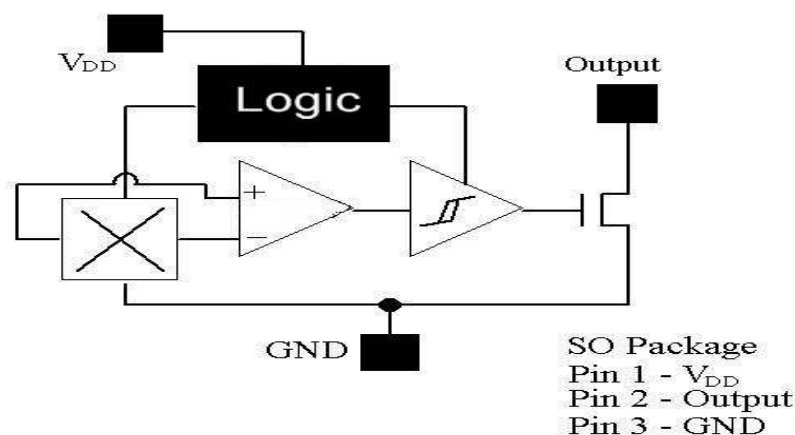 VDD
Output
Logic
+
−
GND
SO Package
Pin 1 - VDD
Pin 2 - Output
Pin 3 - GND